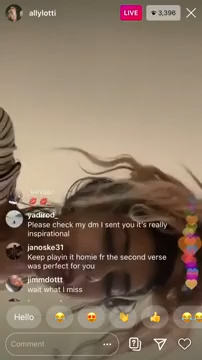 allylotti
LIVE
3,396
yadirod_
Please check my dm I sent you it's really
inspirational
janoske31
Keep playin it homie fr the second verse
was perfect for you
jimmdottt
wait what I miss
Hello
Comment